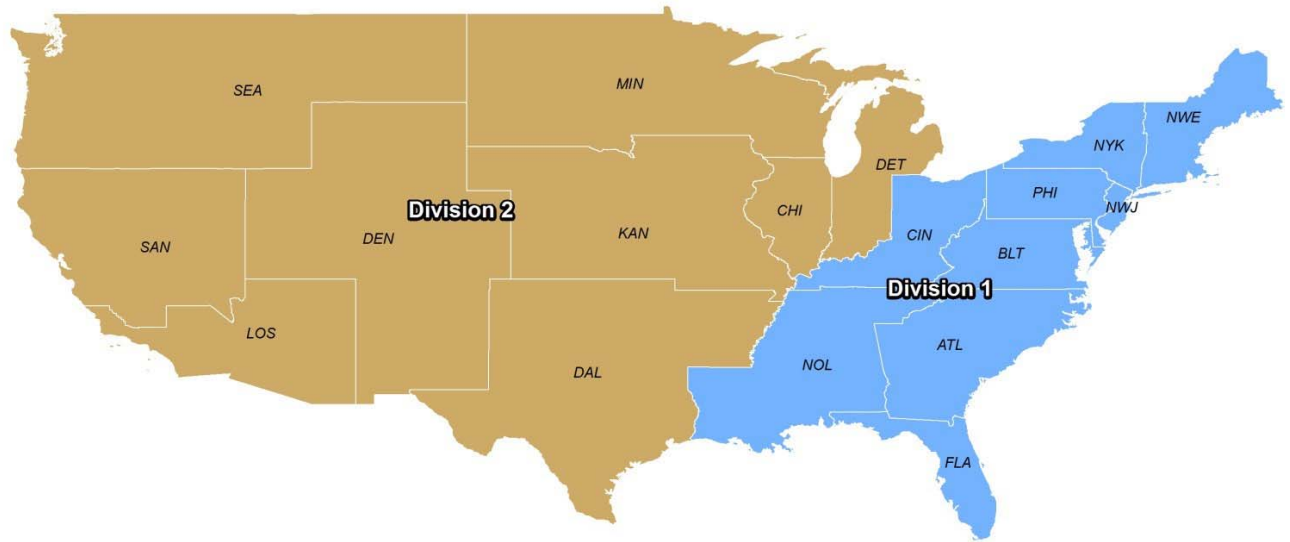 SEA
MIN
NWE
NYK
DET
PHI
CHI
NWJ
Division 2
SAN
DEN
KAN
CIN
BLT
Division 1
LOS
ATL
DAL
NOL
FLA